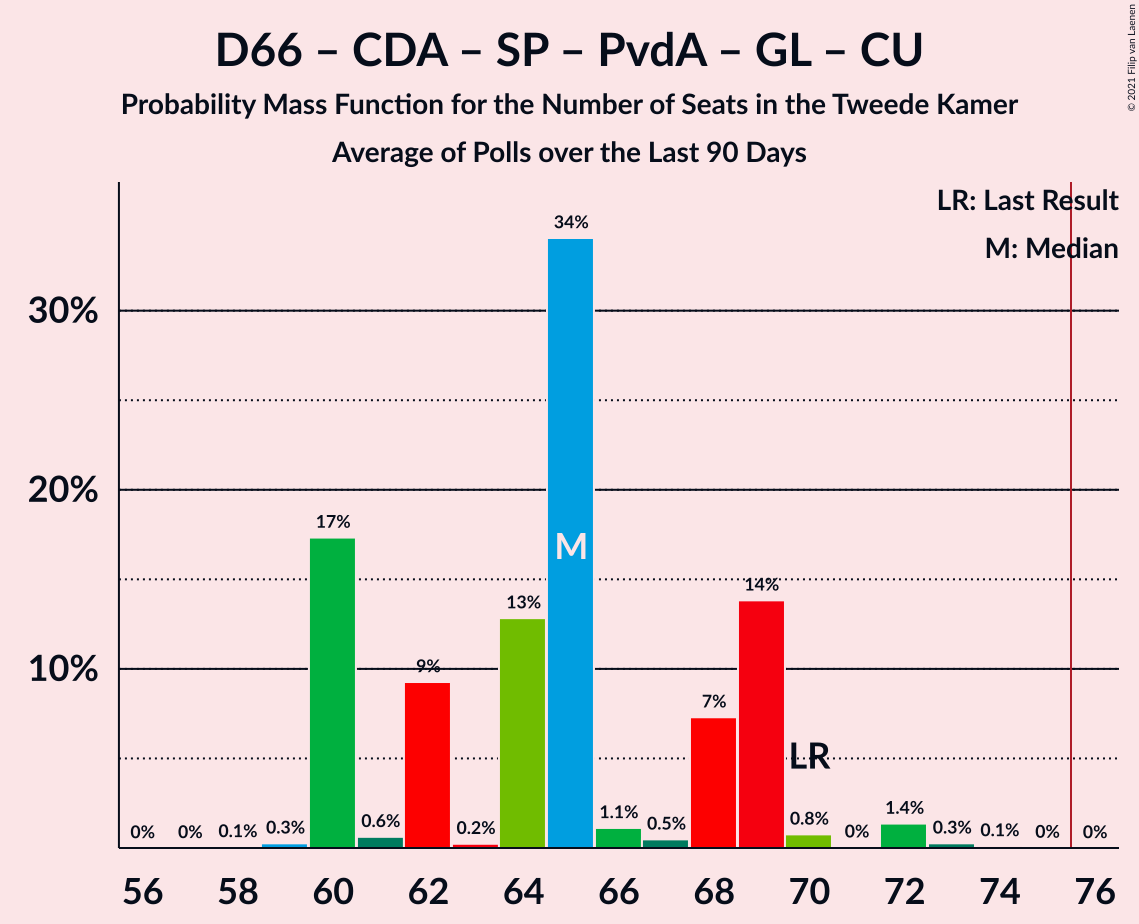 D66 – CDA – SP – PvdA – GL – CU
Probability Mass Function for the Number of Seats in the Tweede Kamer
Average of Polls over the Last 90 Days
© 2021 Filip van Laenen
LR: Last Result
M: Median
30%
20%
10%
0%
0%
0.1%
0.3%
17%
0.6%
9%
0.2%
13%
34%
M
1.1%
0.5%
7%
14%
0.8%
LR
0%
1.4%
0.3%
0.1%
0%
0%
56 58 60 62 64 66 68 70 72 74 76